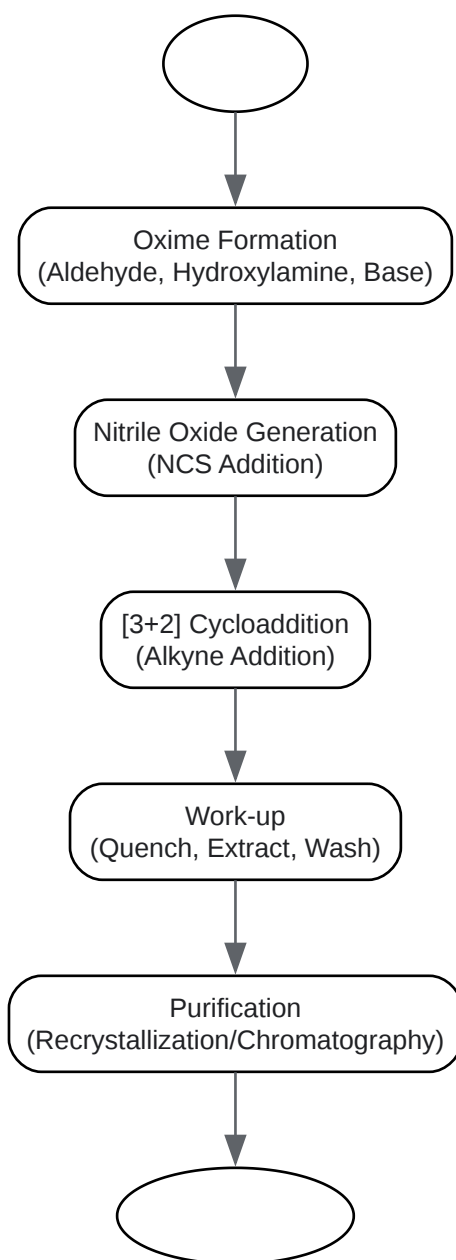 Oxime Formation
(Aldehyde, Hydroxylamine, Base)
Nitrile Oxide Generation
(NCS Addition)
[3+2] Cycloaddition
(Alkyne Addition)
Work-up
(Quench, Extract, Wash)
Purification
(Recrystallization/Chromatography)